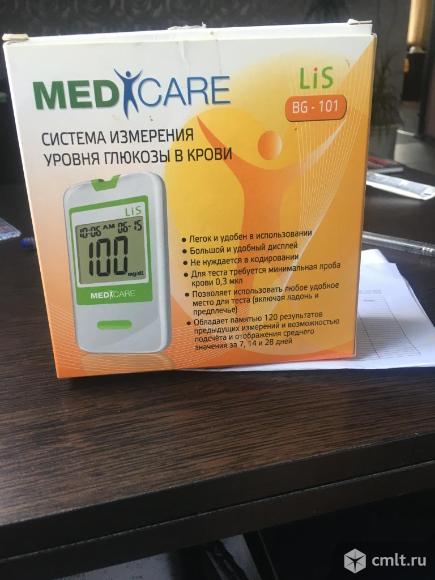 MEDICARE
LiS
BG - 101
СИСТЕМА ИЗМЕРЕНИЯ
УРОВНЯ ГЛЮКОЗЫ В КРОВИ
LiS
10-06 AM 06-15
100
mg/dL
MEDICARE
• Легок и удобен в использовании
• Большой и удобный дисплей
• Не нуждается в кодировании
• Для теста требуется минимальная проба
крови 0,3 мкл
• Позволяет использовать любое удобное
место для теста (включая ладонь и
предплечье)
• Обладает памятью 120 результатов
предыдущих измерений и возможностью
подсчёта и отображения среднего
значения за 7, 14 и 28 дней
cmlt.ru